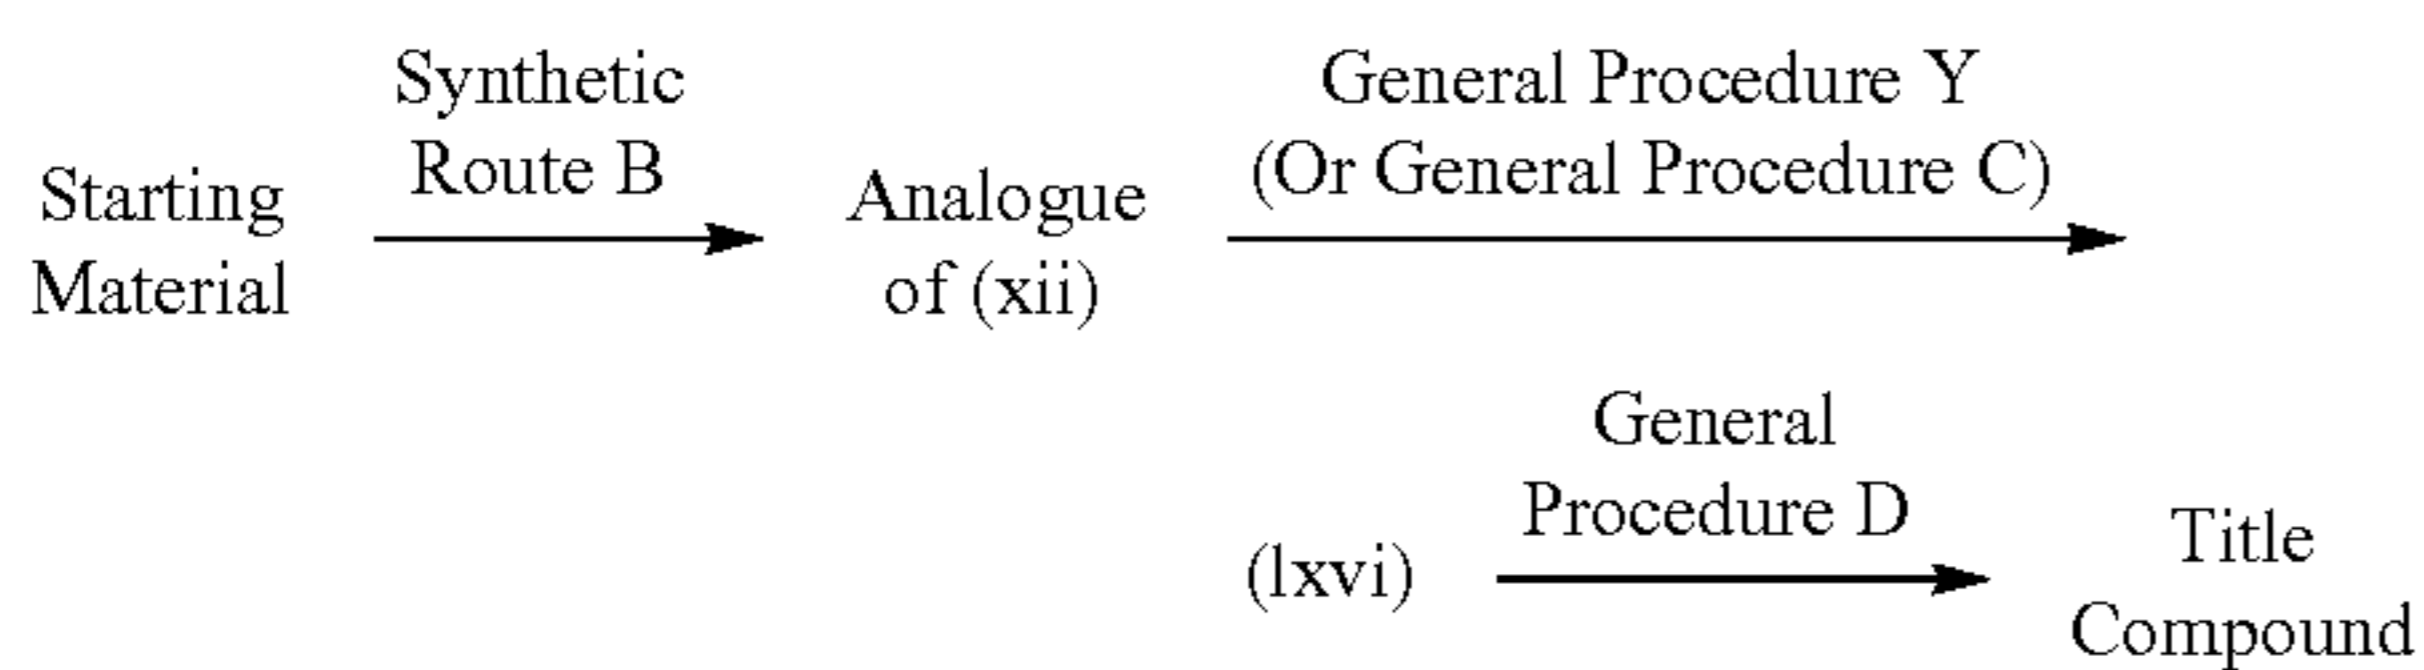 Starting
Material
Synthetic
Route B
Analogue
of (xii)
General Procedure Y
(Or General Procedure C)
(lxvi)
General
Procedure D
Title
Compound